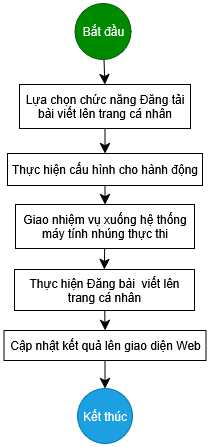 Bắt đầu
Lựa chọn chức năng Đăng tải
bài viết lên trang cá nhân
Thực hiện cấu hình cho hành động
Giao nhiệm vụ xuống hệ thống
máy tính nhúng thực thi
Thực hiện Đăng bài viết lên
trang cá nhân
Cập nhật kết quả lên giao diện Web
Kết thúc